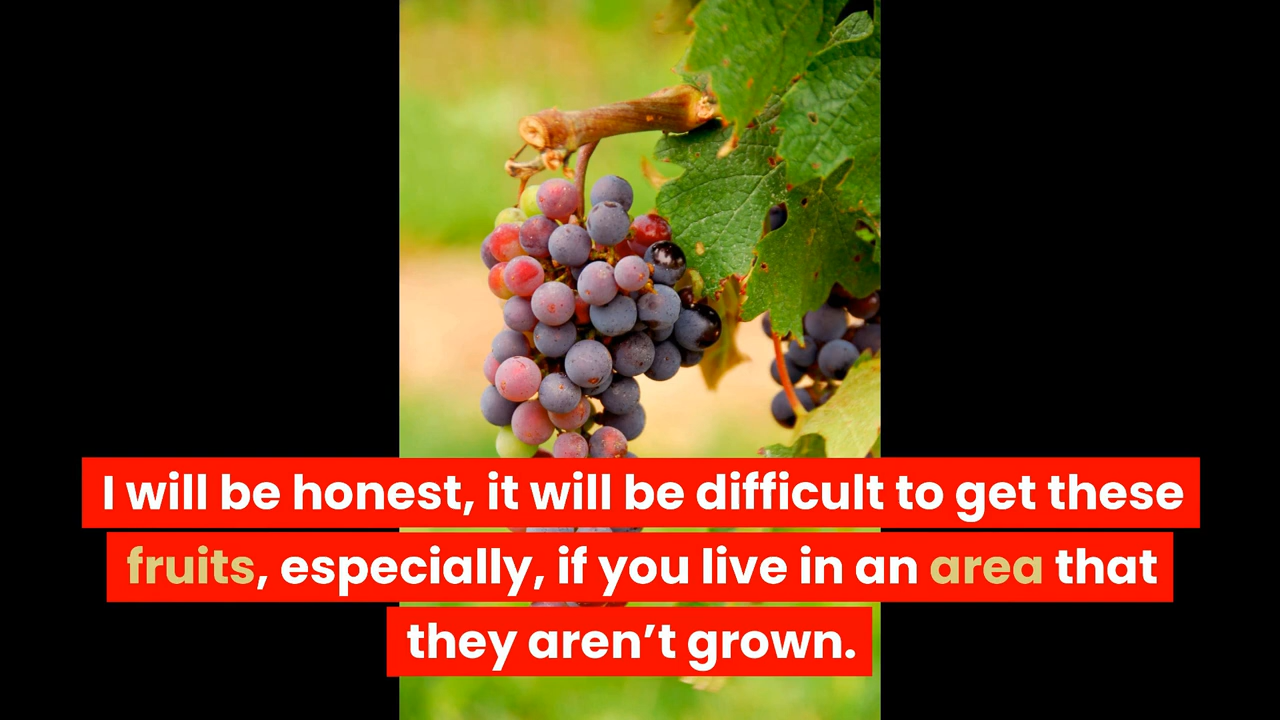 I will be honest, it will be difficult to get these
fruits, especially, if you live in an area that
they aren’t grown.